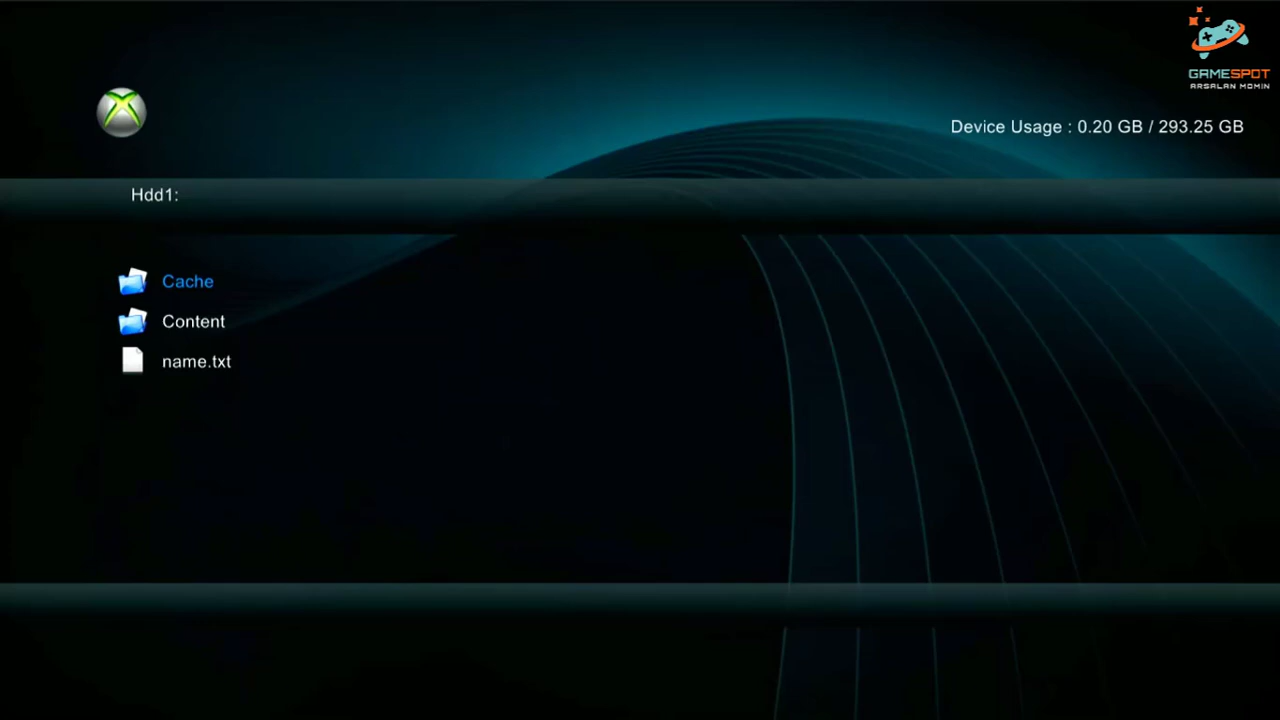 GAMESPOT
ARSALAN MOMIN
Device Usage : 0.20 GB / 293.25 GB
Hdd1:
Cache
Content
name.txt